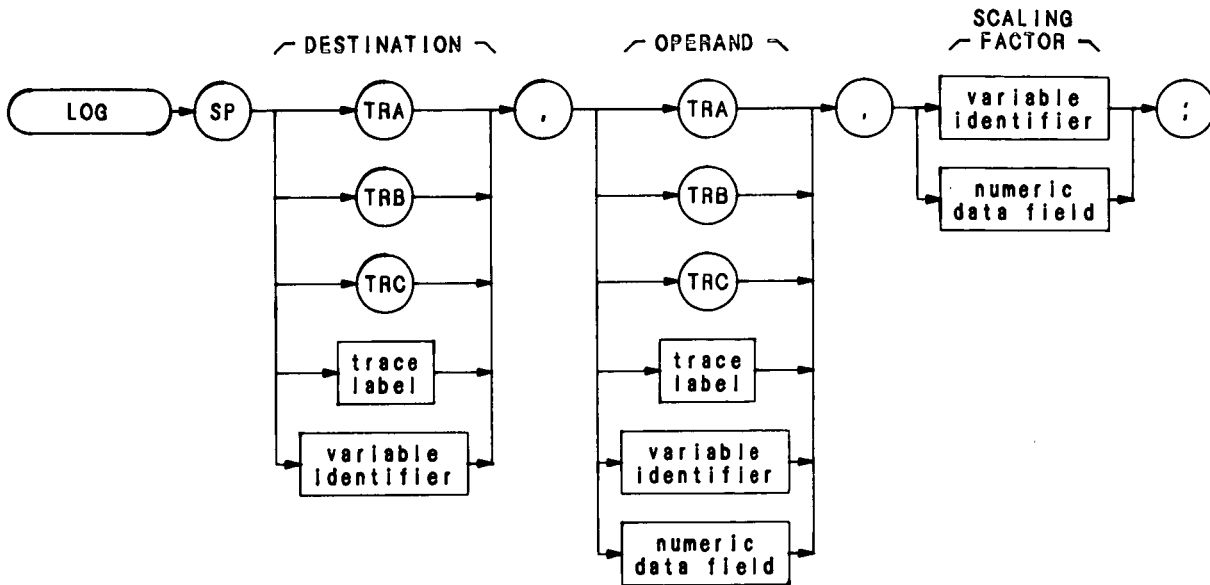 DESTINATION
OPERAND
SCALING
FACTOR
LOG
SP
TRA
,
TRA
,
variable
identifier
;
TRB
TRB
numeric
data field
TRC
TRC
trace
label
trace
label
variable
identifier
variable
identifier
numeric
data field